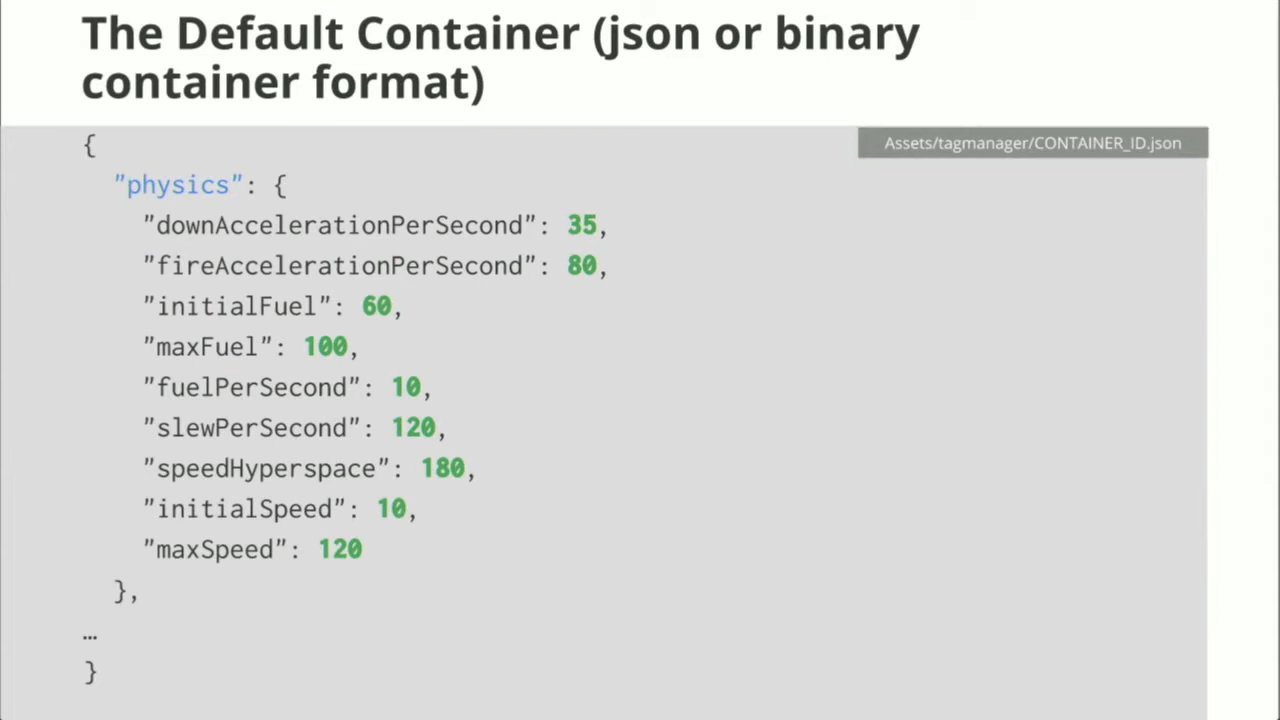 The Default Container (json or binary
container format)
Assets/tagmanager/CONTAINER_ID.json
{
"physics": {
"downAccelerationPerSecond": 35,
"fireAccelerationPerSecond": 80,
"initialFuel": 60,
"maxFuel": 100,
"fuelPerSecond": 10,
"slewPerSecond": 120,
"speedHyperspace": 180,
"initialSpeed": 10,
"maxSpeed": 120
},
…
}